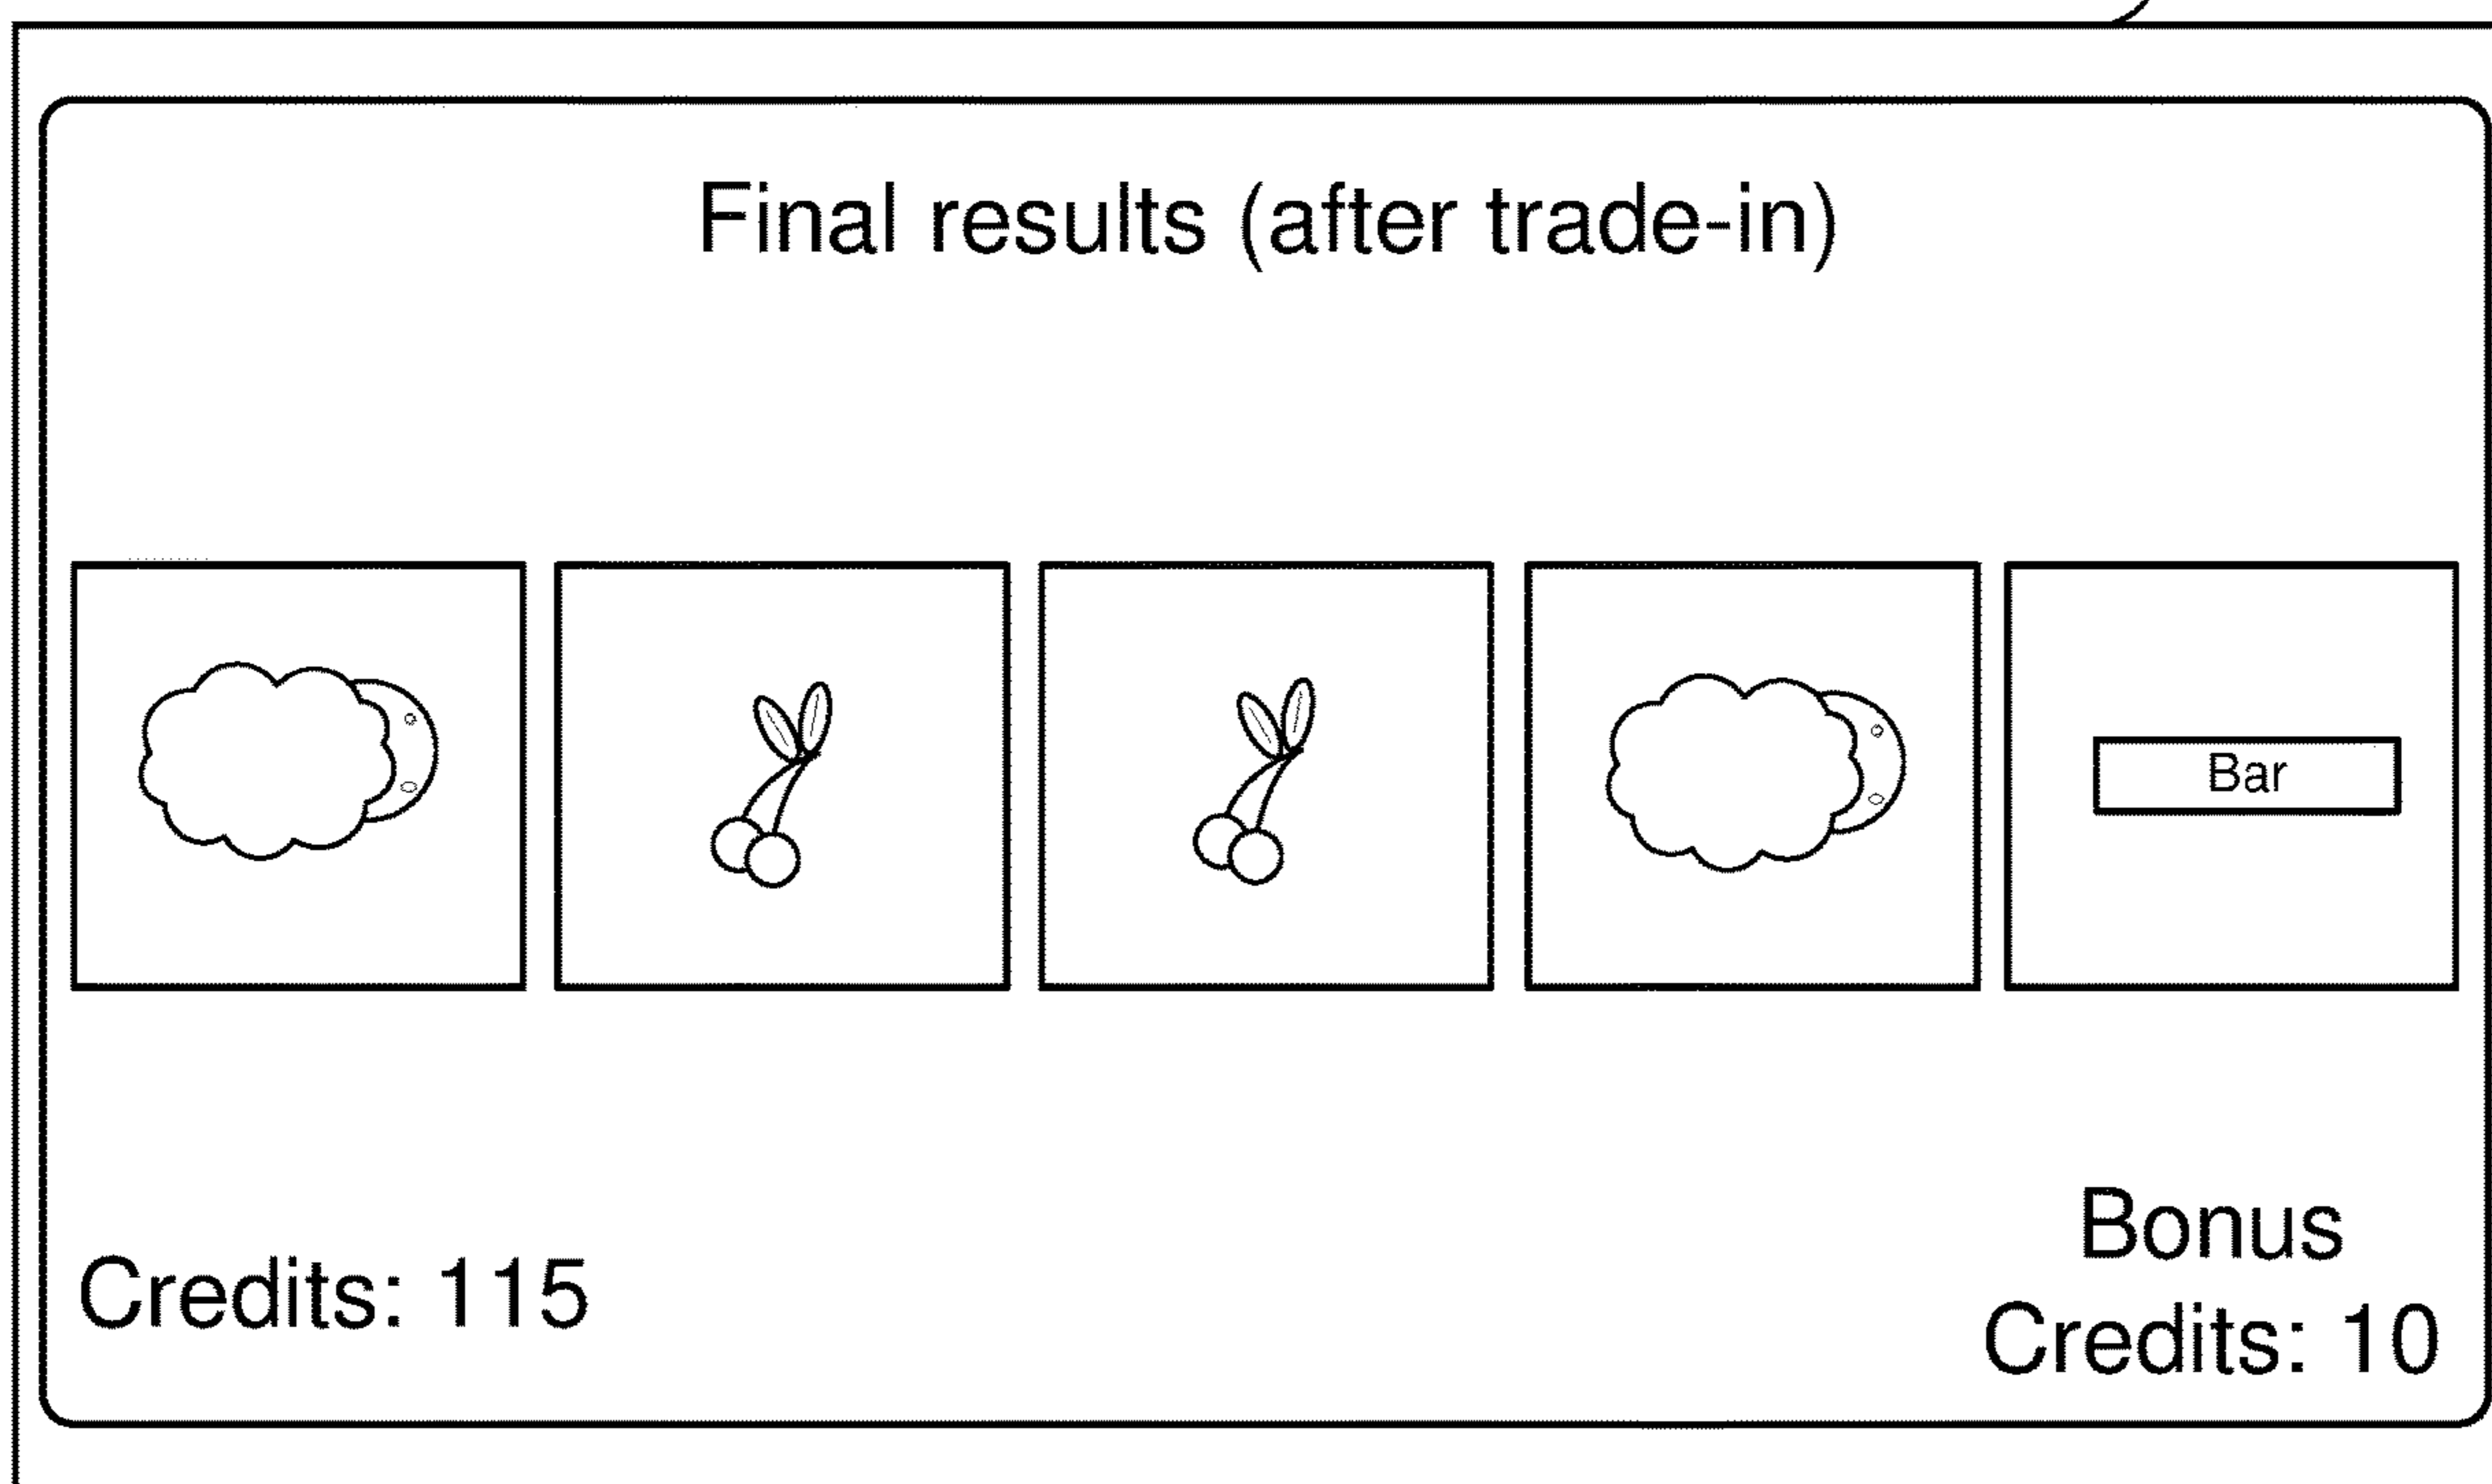 Final results (after trade-in)
Bar
Credits: 115
Bonus
Credits: 10